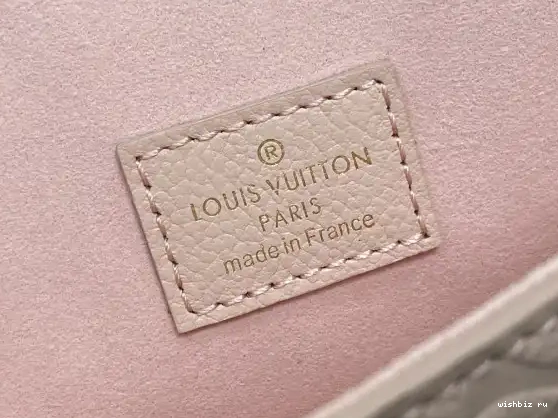 ®
LOUIS VUITTON
PARIS
made in France
wishbiz ru